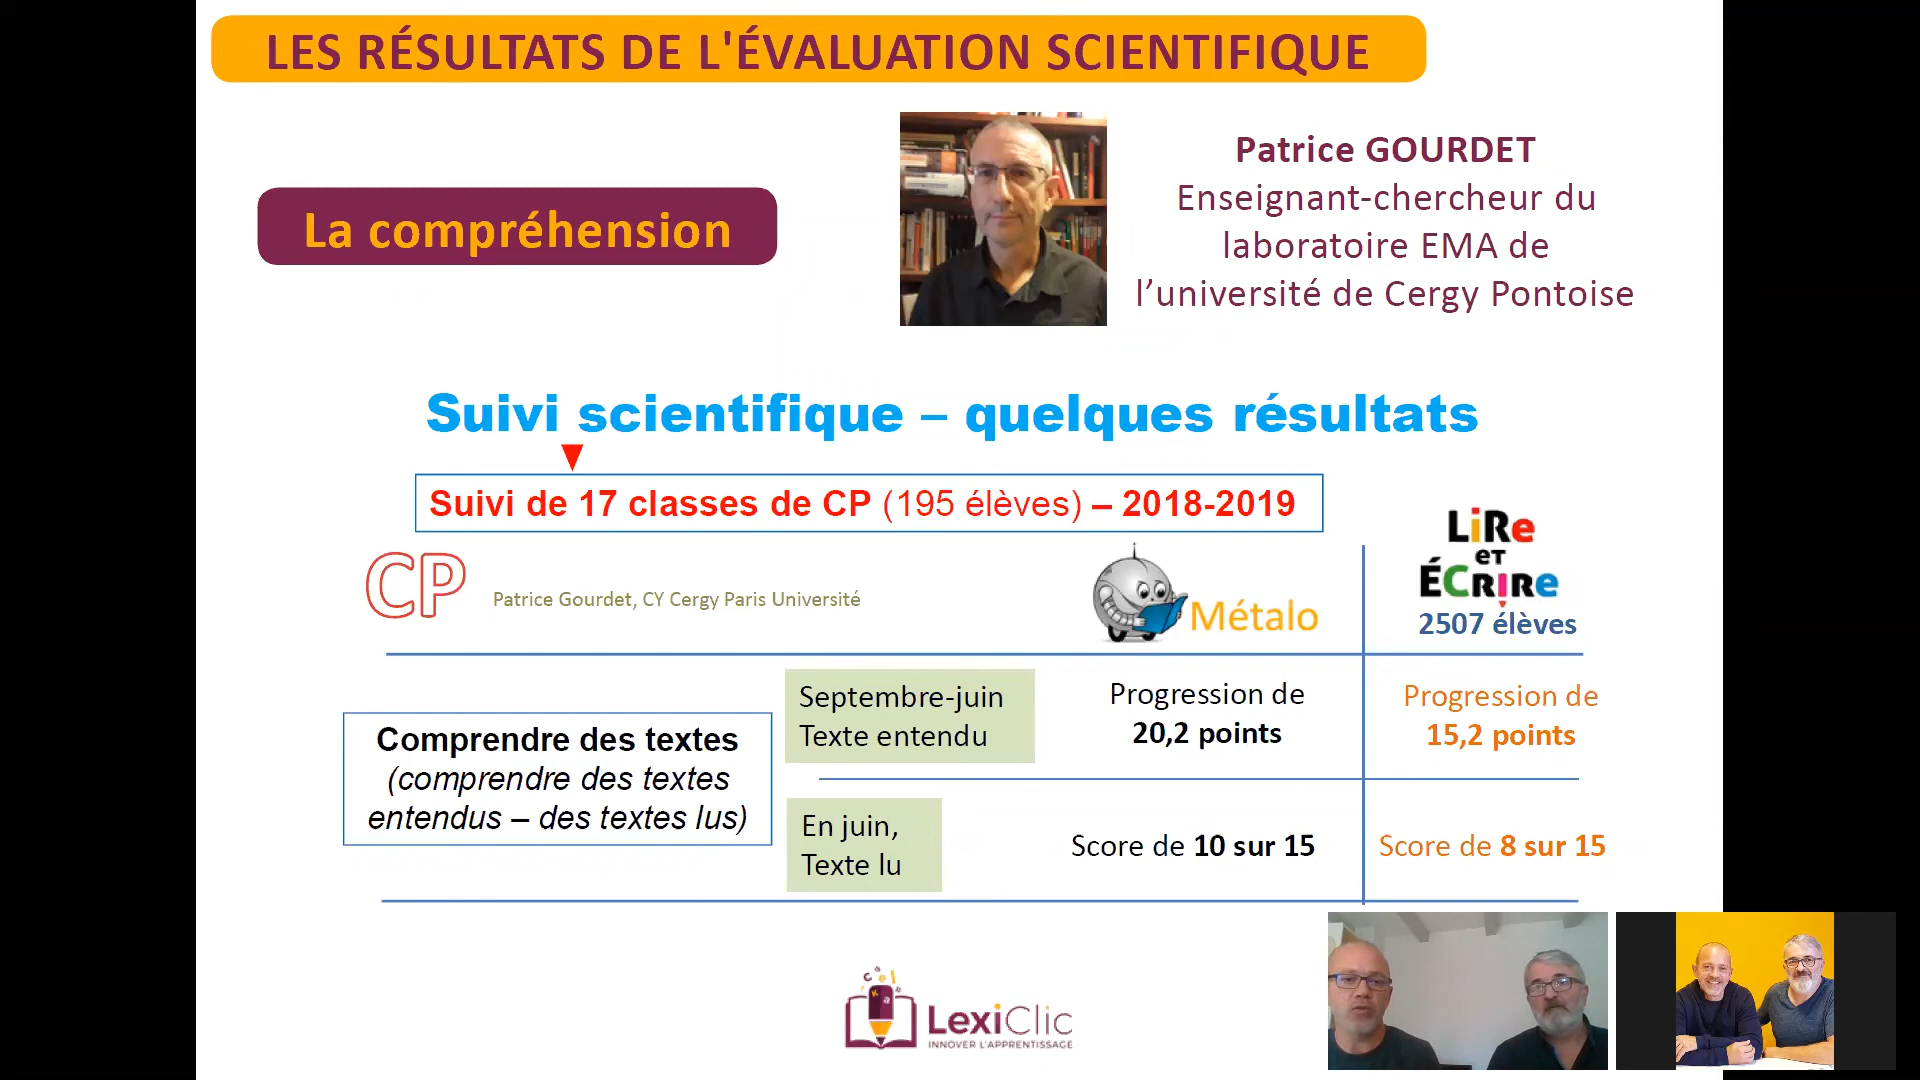 LES RÉSULTATS DE L'ÉVALUATION SCIENTIFIQUE
La compréhension
Patrice GOURDET
Enseignant-chercheur du
laboratoire EMA de
l’université de Cergy Pontoise
Suivi scientifique – quelques résultats
Suivi de 17 classes de CP (195 élèves) – 2018-2019
CP
Patrice Gourdet, CY Cergy Paris Université
Métalo
LiRe
eT
ÉCRIRe
2507 élèves
Comprendre des textes
(comprendre des textes
entendus – des textes lus)
Septembre-juin
Texte entendu
Progression de
20,2 points
Progression de
15,2 points
En juin,
Texte lu
Score de 10 sur 15
Score de 8 sur 15
LexiClic
INNOVER L'APPRENTISSAGE